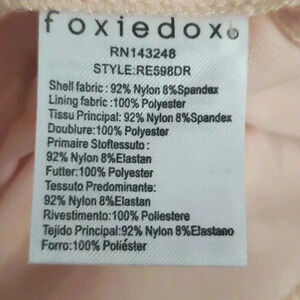 foxiedox
RN143248
STYLE:RE598DR
Shell fabric : 92% Nylon 8%Spandex
Lining fabric :100% Polyester
Tissu Principal: 92% Nylon 8%Spandex
Doublure:100% Polyester
Primaire Stoftessuto :
92% Nylon 8%Elastan
Futter:100% Polyester
Tessuto Predominante:
92% Nylon 8%Elastan
Rivestimento:100% Poliestere
Tejido Principal:92% Nylon 8%Elastano
Forro:100% Poliéster